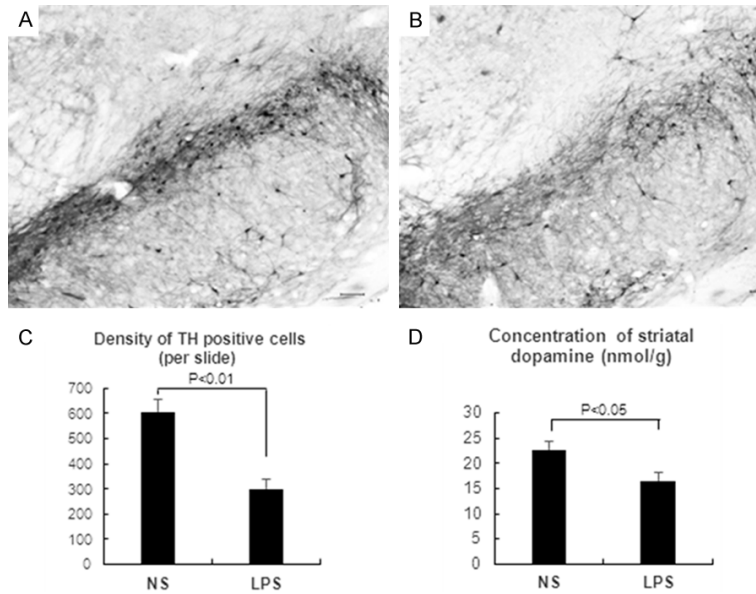 A
B
C
Density of TH positive cells
(per slide)
P<0.01
700
600
500
400
300
200
100
0
NS LPS
D
Concentration of striatal
dopamine (nmol/g)
P<0.05
30
25
20
15
10
5
0
NS LPS